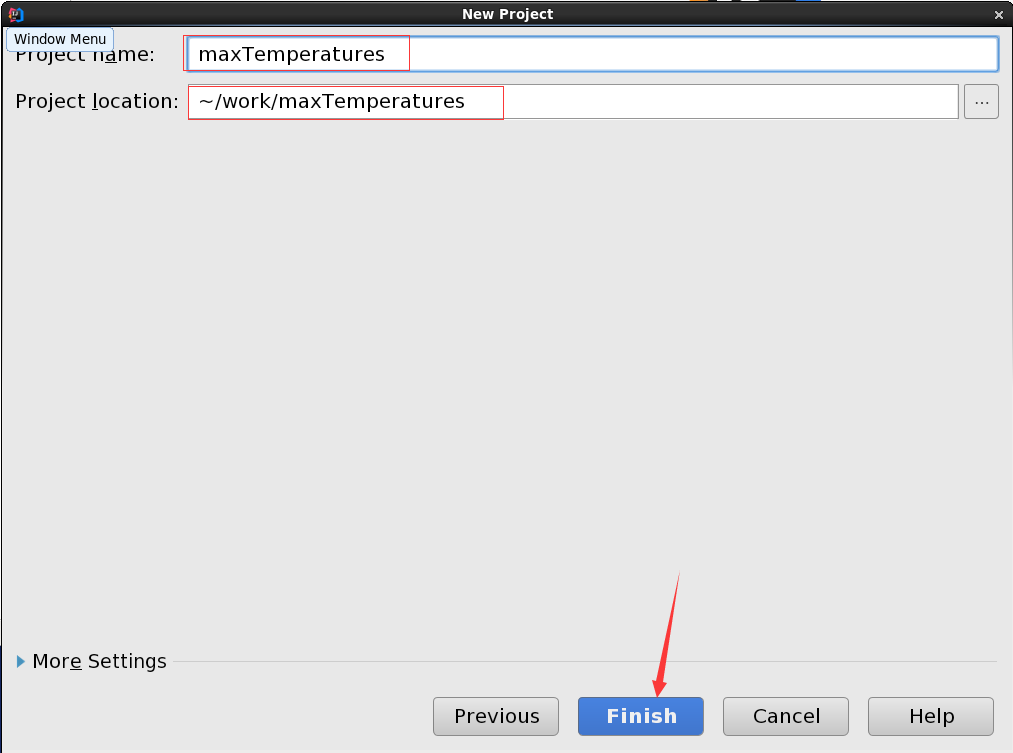 New Project
Window Menu
Project name: maxTemperatures
Project location: ~/work/maxTemperatures ...
More Settings
Previous Finish Cancel Help